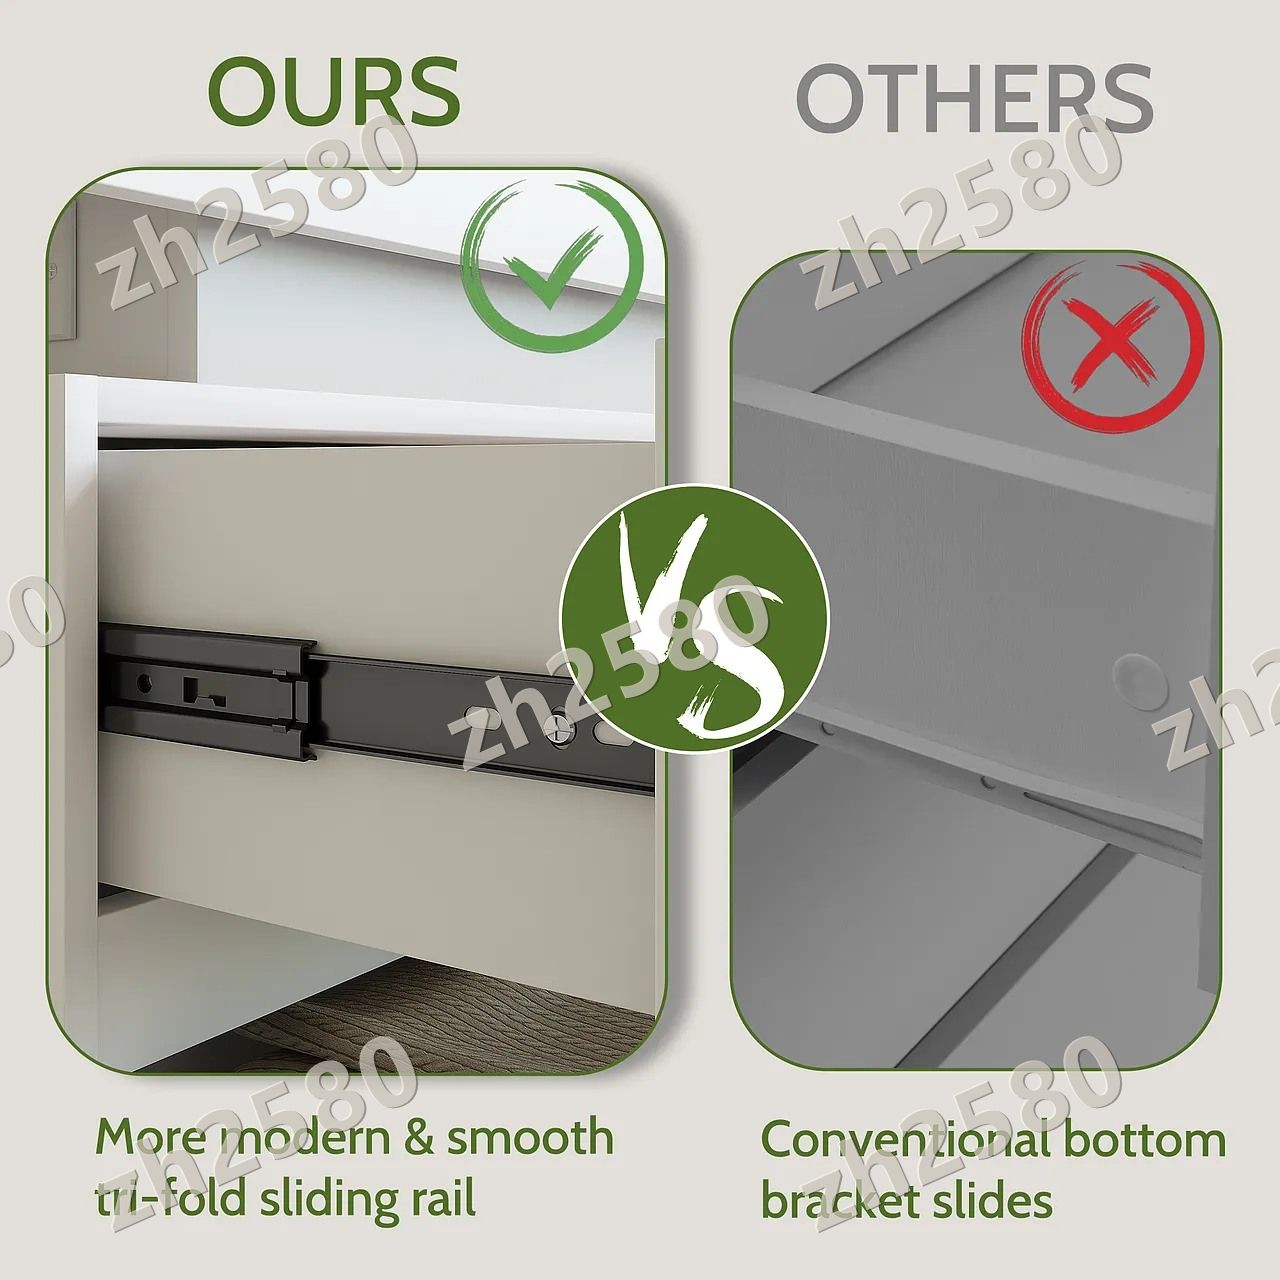 OURS
OTHERS
VS
More modern & smooth
tri-fold sliding rail
Conventional bottom
bracket slides
zh2580
zh2580
zh2580
zh2580
zh2580